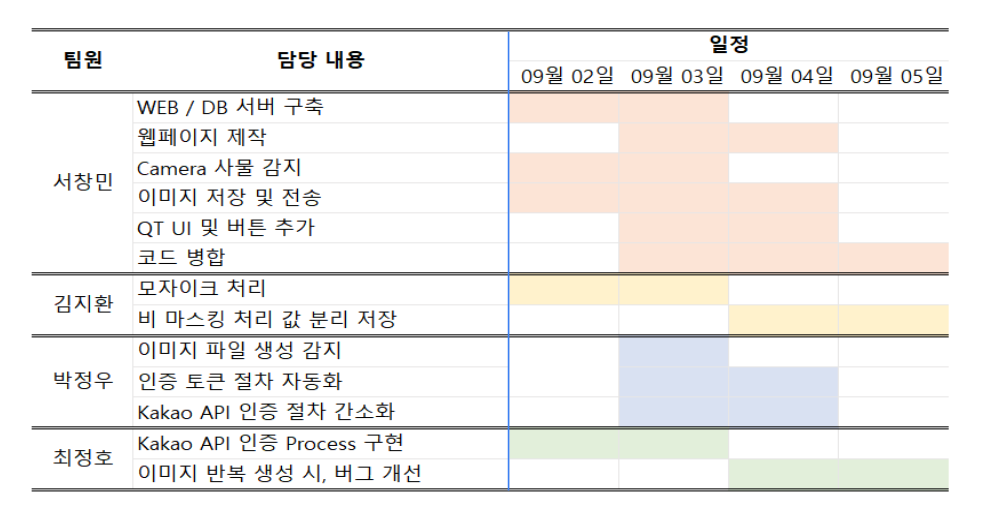 팀원 담당 내용 일정
09월 02일 09월 03일 09월 04일 09월 05일
서창민
WEB / DB 서버 구축
웹페이지 제작
Camera 사물 감지
이미지 저장 및 전송
QT UI 및 버튼 추가
코드 병합
김지환
모자이크 처리
비 마스킹 처리 값 분리 저장
박정우
이미지 파일 생성 감지
인증 토큰 절차 자동화
Kakao API 인증 절차 간소화
최정호
Kakao API 인증 Process 구현
이미지 반복 생성 시, 버그 개선